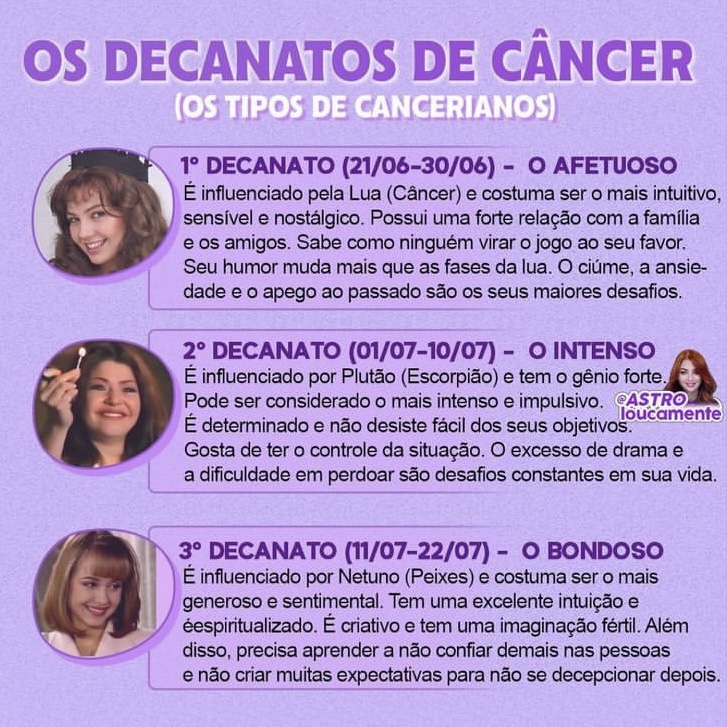 OS DECANATOS DE CÂNCER
(OS TIPOS DE CANCERIANOS)
1º DECANATO (21/06-30/06) - O AFETUOSO
É influenciado pela Lua (Câncer) e costuma ser o mais intuitivo,
sensível e nostálgico. Possui uma forte relação com a família
e os amigos. Sabe como ninguém virar o jogo ao seu favor.
Seu humor muda mais que as fases da lua. O ciúme, a ansie-
dade e o apego ao passado são os seus maiores desafios.
2º DECANATO (01/07-10/07) - O INTENSO
É influenciado por Plutão (Escorpião) e tem o gênio forte.
Pode ser considerado o mais intenso e impulsivo.
É determinado e não desiste fácil dos seus objetivos.
Gosta de ter o controle da situação. O excesso de drama e
a dificuldade em perdoar são desafios constantes em sua vida.
@ASTRO
loucamente
3º DECANATO (11/07-22/07) - O BONDOSO
É influenciado por Netuno (Peixes) e costuma ser o mais
generoso e sentimental. Tem uma excelente intuição e
éespiritualizado. É criativo e tem uma imaginação fértil. Além
disso, precisa aprender a não confiar demais nas pessoas
e não criar muitas expectativas para não se decepcionar depois.